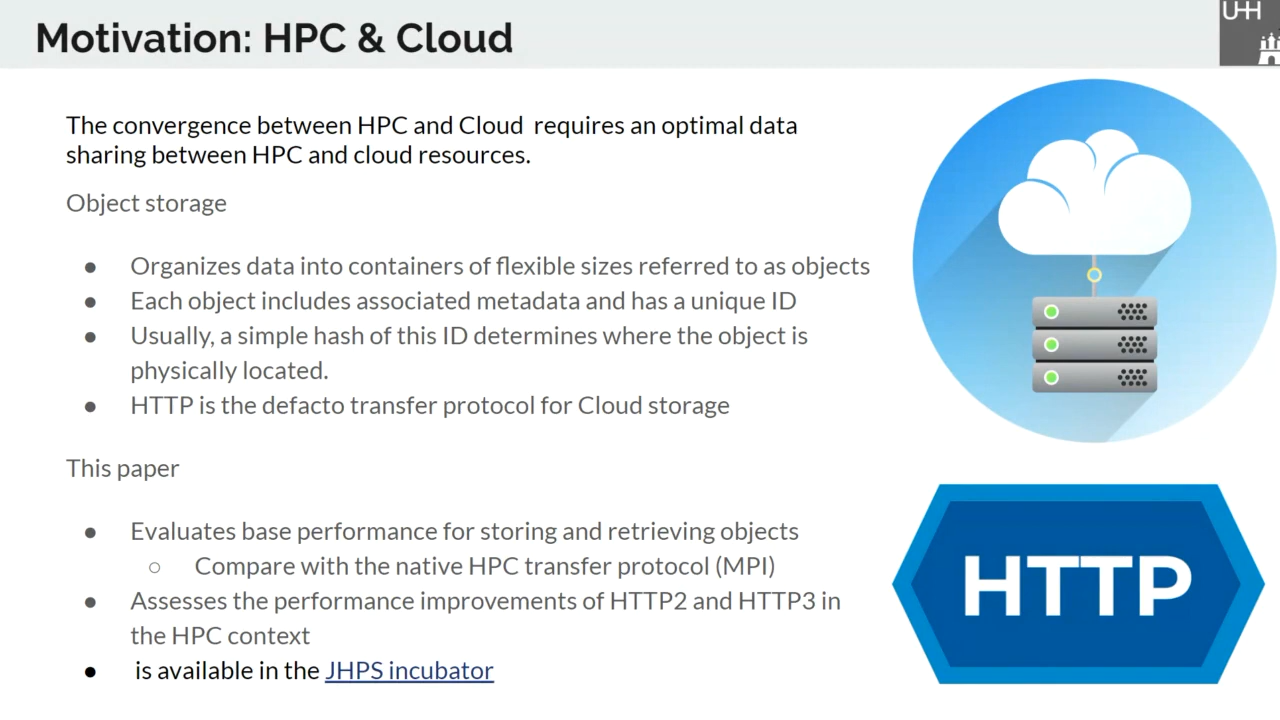 Motivation: HPC & Cloud
UHH
The convergence between HPC and Cloud requires an optimal data
sharing between HPC and cloud resources.
Object storage
● Organizes data into containers of flexible sizes referred to as objects
● Each object includes associated metadata and has a unique ID
● Usually, a simple hash of this ID determines where the object is
physically located.
● HTTP is the defacto transfer protocol for Cloud storage
This paper
● Evaluates base performance for storing and retrieving objects
○ Compare with the native HPC transfer protocol (MPI)
● Assesses the performance improvements of HTTP2 and HTTP3 in
the HPC context
● is available in the JHPS incubator
HTTP